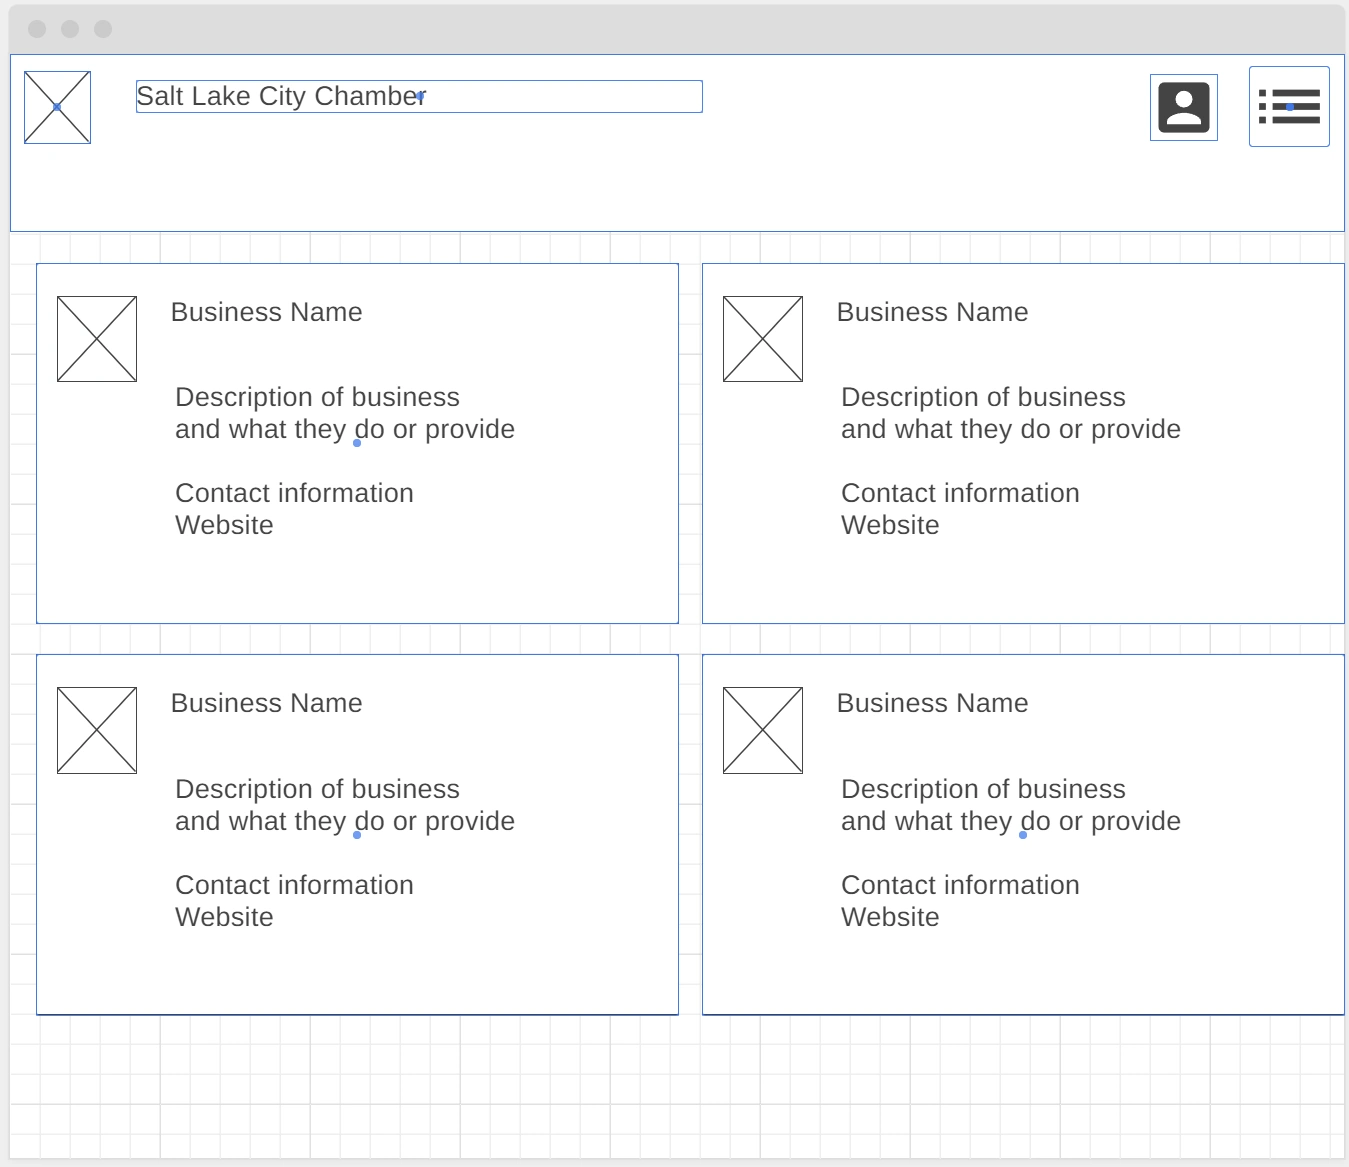 Salt Lake City Chamber
Business Name
Description of business
and what they do or provide
Contact information
Website
Business Name
Description of business
and what they do or provide
Contact information
Website
Business Name
Description of business
and what they do or provide
Contact information
Website
Business Name
Description of business
and what they do or provide
Contact information
Website